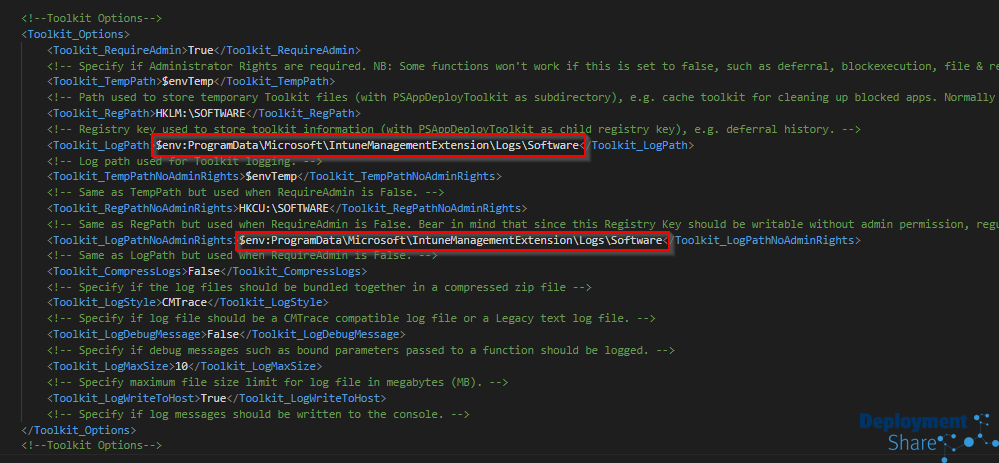 <!--Toolkit Options-->
<Toolkit_Options>
<Toolkit_RequireAdmin>True</Toolkit_RequireAdmin>
<!-- Specify if Administrator Rights are required. NB: Some functions won't work if this is set to false, such as deferral, blockexecution, file & re
<Toolkit_TempPath>$envTemp</Toolkit_TempPath>
<!-- Path used to store temporary Toolkit files (with PSAppDeployToolkit as subdirectory), e.g. cache toolkit for cleaning up blocked apps. Normally
<Toolkit_RegPath>HKLM:\SOFTWARE</Toolkit_RegPath>
<!-- Registry key used to store toolkit information (with PSAppDeployToolkit as child registry key), e.g. deferral history. -->
<Toolkit_LogPath>$env:ProgramData\Microsoft\IntuneManagementExtension\Logs\Software</Toolkit_LogPath>
<!-- Log path used for Toolkit logging. -->
<Toolkit_TempPathNoAdminRights>$envTemp</Toolkit_TempPathNoAdminRights>
<!-- Same as TempPath but used when RequireAdmin is False. -->
<Toolkit_RegPathNoAdminRights>HKCU:\SOFTWARE</Toolkit_RegPathNoAdminRights>
<!-- Same as RegPath but used when RequireAdmin is False. Bear in mind that since this Registry Key should be writable without admin permission, regu
<Toolkit_LogPathNoAdminRights>$env:ProgramData\Microsoft\IntuneManagementExtension\Logs\Software</Toolkit_LogPathNoAdminRights>
<!-- Same as LogPath but used when RequireAdmin is False. -->
<Toolkit_CompressLogs>False</Toolkit_CompressLogs>
<!-- Specify if the log files should be bundled together in a compressed zip file -->
<Toolkit_LogStyle>CMTrace</Toolkit_LogStyle>
<!-- Specify if log file should be a CMTrace compatible log file or a Legacy text log file. -->
<Toolkit_LogDebugMessage>False</Toolkit_LogDebugMessage>
<!-- Specify if debug messages such as bound parameters passed to a function should be logged. -->
<Toolkit_LogMaxSize>10</Toolkit_LogMaxSize>
<!-- Specify maximum file size limit for log file in megabytes (MB). -->
<Toolkit_LogWriteToHost>True</Toolkit_LogWriteToHost>
<!-- Specify if log messages should be written to the console. -->
</Toolkit_Options>
<!--Toolkit Options-->
Deployment
Share